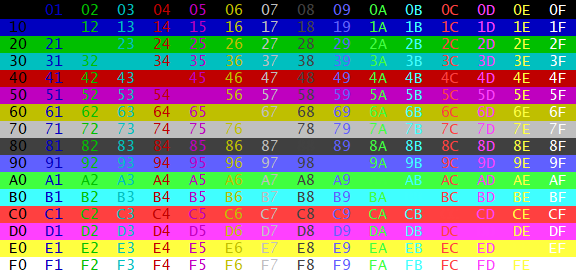 01 02 03 04 05 06 07 08 09 0A 0B 0C 0D 0E 0F
10 12 13 14 15 16 17 18 19 1A 1B 1C 1D 1E 1F
20 21 23 24 25 26 27 28 29 2A 2B 2C 2D 2E 2F
30 31 32 34 35 36 37 38 39 3A 3B 3C 3D 3E 3F
40 41 42 43 45 46 47 48 49 4A 4B 4C 4D 4E 4F
50 51 52 53 54 56 57 58 59 5A 5B 5C 5D 5E 5F
60 61 62 63 64 65 67 68 69 6A 6B 6C 6D 6E 6F
70 71 72 73 74 75 76 78 79 7A 7B 7C 7D 7E 7F
80 81 82 83 84 85 86 87 89 8A 8B 8C 8D 8E 8F
90 91 92 93 94 95 96 97 98 9A 9B 9C 9D 9E 9F
A0 A1 A2 A3 A4 A5 A6 A7 A8 A9 AB AC AD AE AF
B0 B1 B2 B3 B4 B5 B6 B7 B8 B9 BA BC BD BE BF
C0 C1 C2 C3 C4 C5 C6 C7 C8 C9 CA CB CD CE CF
D0 D1 D2 D3 D4 D5 D6 D7 D8 D9 DA DB DC DE DF
E0 E1 E2 E3 E4 E5 E6 E7 E8 E9 EA EB EC ED EF
F0 F1 F2 F3 F4 F5 F6 F7 F8 F9 FA FB FC FD FE